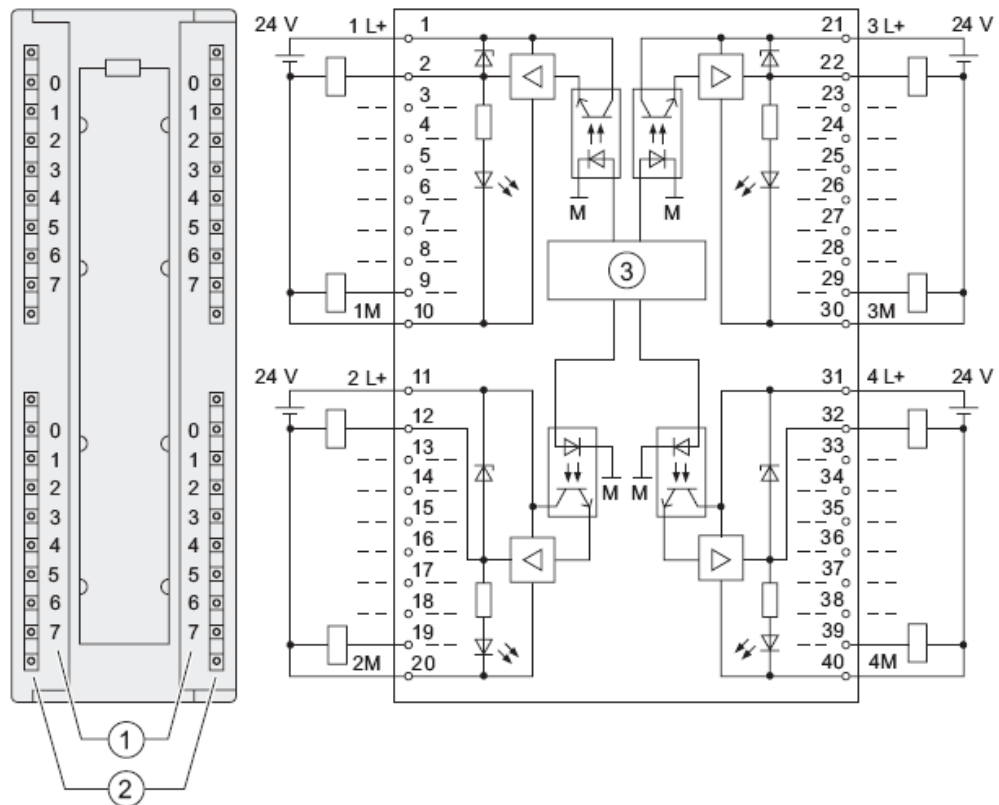 24 V 1 L+ 1 21 3 L+ 24 V
0 0 2 22
1 1 3 23
2 2 4 24
3 3 5 25
4 4 6 26
5 5 M M 7 27
6 6 8 28
7 7 9 3 29
1M 10 30 3M
24 V 2 L+ 11 31 4 L+ 24 V
0 0 12 32
1 1 13 33
2 2 14 M M 34
3 3 15 35
4 4 16 36
5 5 17 37
6 6 18 38
7 7 19 39
2M 20 40 4M
1
2